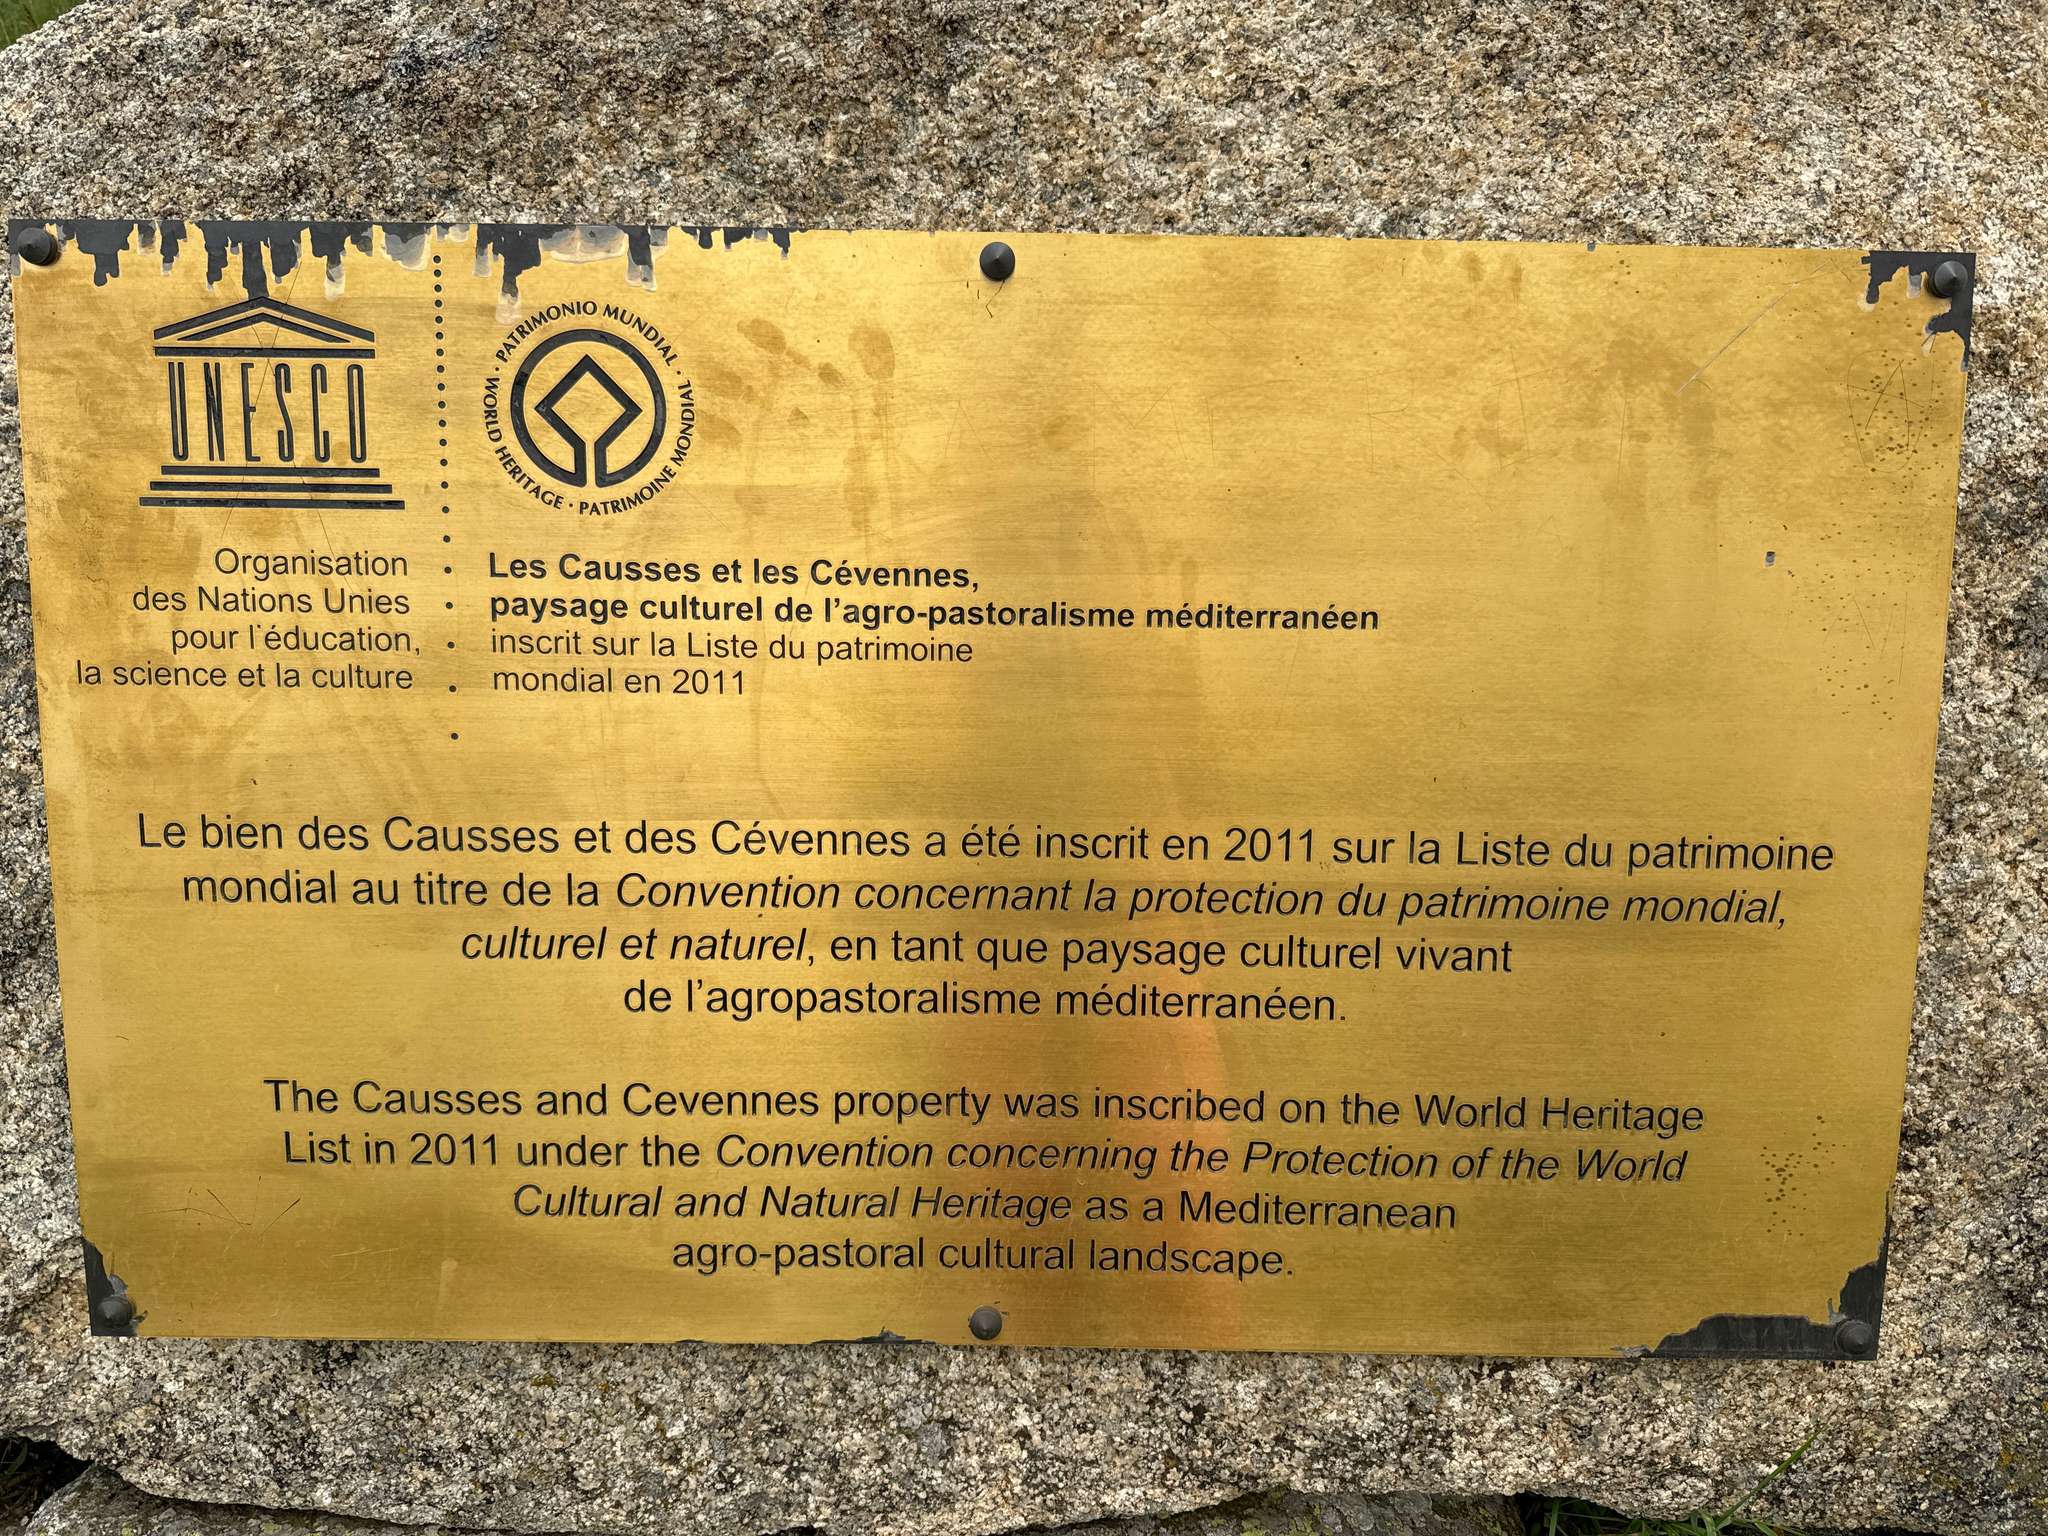 UNESCO
PATRIMONIO MUNDIAL · WORLD HERITAGE · PATRIMOINE MONDIAL ·
Organisation
des Nations Unies
pour l'éducation,
la science et la culture
Les Causses et les Cévennes,
paysage culturel de l'agro-pastoralisme méditerranéen
inscrit sur la Liste du patrimoine
mondial en 2011
Le bien des Causses et des Cévennes a été inscrit en 2011 sur la Liste du patrimoine
mondial au titre de la Convention concernant la protection du patrimoine mondial,
culturel et naturel, en tant que paysage culturel vivant
de l'agropastoralisme méditerranéen.
The Causses and Cevennes property was inscribed on the World Heritage
List in 2011 under the Convention concerning the Protection of the World
Cultural and Natural Heritage as a Mediterranean
agro-pastoral cultural landscape.